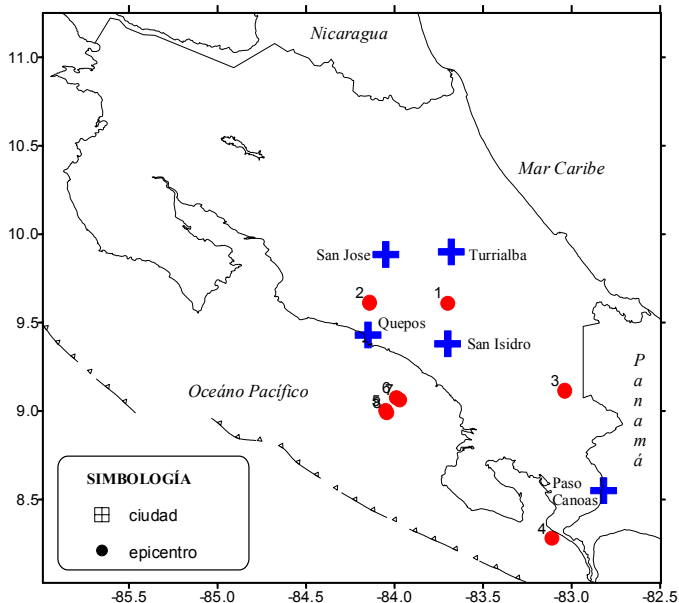 Nicaragua
11.0
10.5
Mar Caribe
10.0
San Jose
Turrialba
2
1
9.5
Quepos
San Isidro
Panamá
3
6
7
Oceáno Pacífico
5
9.0
SIMBOLOGÍA
Paso
Canoas
8.5
ciudad
4
epicentro
-85.5
-85.0
-84.5
-84.0
-83.5
-83.0
-82.5